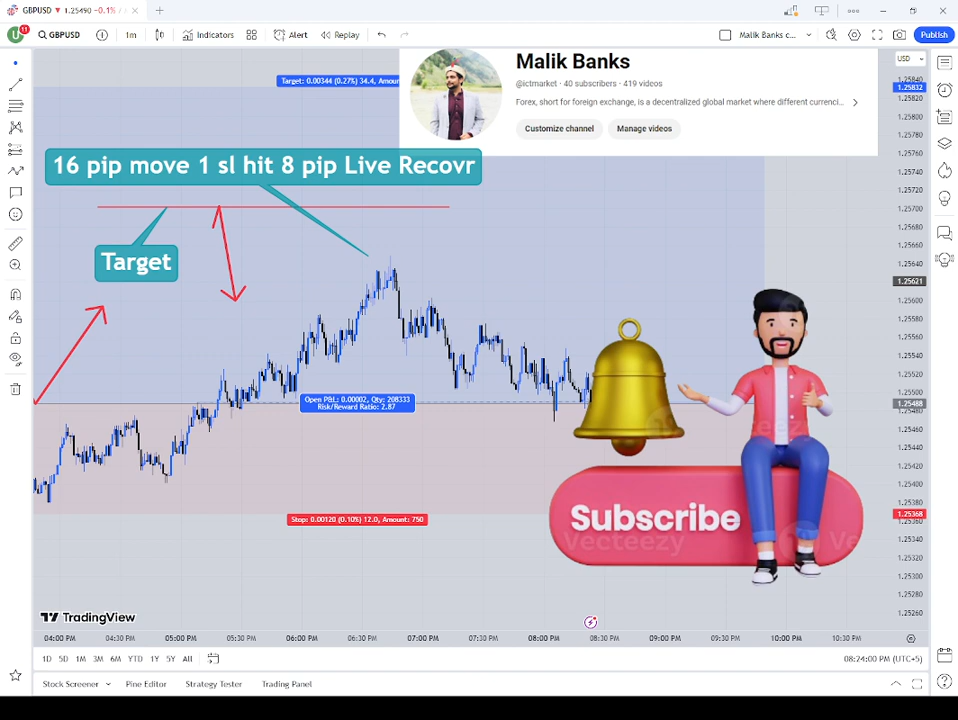 GBPUSD ▼ 1.25490 −0.1%
U
11
GBPUSD
1m
Indicators
Alert
Replay
Malik Banks c...
Publish
USD
Malik Banks
@ictmarket · 40 subscribers · 419 videos
Forex, short for foreign exchange, is a decentralized global market where different currenci...
Customize channel
Manage videos
Target: 0.00344 (0.27%) 34.4, Amoun
16 pip move 1 sl hit 8 pip Live Recovr
Target
Open P&L: 0.00002, Qty: 208333
Risk/Reward Ratio: 2.87
Stop: 0.00120 (0.10%) 12.0, Amount: 750
Subscribe
Vecteezy
1.25840
1.25832
1.25820
1.25800
1.25780
1.25760
1.25740
1.25720
1.25700
1.25680
1.25660
1.25640
1.25621
1.25600
1.25580
1.25560
1.25540
1.25520
1.25500
1.25488
1.25480
1.25460
1.25440
1.25420
1.25400
1.25380
1.25368
1.25360
1.25340
1.25320
1.25300
1.25280
1.25260
TradingView
04:00 PM 04:30 PM 05:00 PM 05:30 PM 06:00 PM 06:30 PM 07:00 PM 07:30 PM 08:00 PM 08:30 PM 09:00 PM 09:30 PM 10:00 PM 10:30 PM
1D 5D 1M 3M 6M YTD 1Y 5Y All
08:24:00 PM (UTC+5)
Stock Screener Pine Editor Strategy Tester Trading Panel